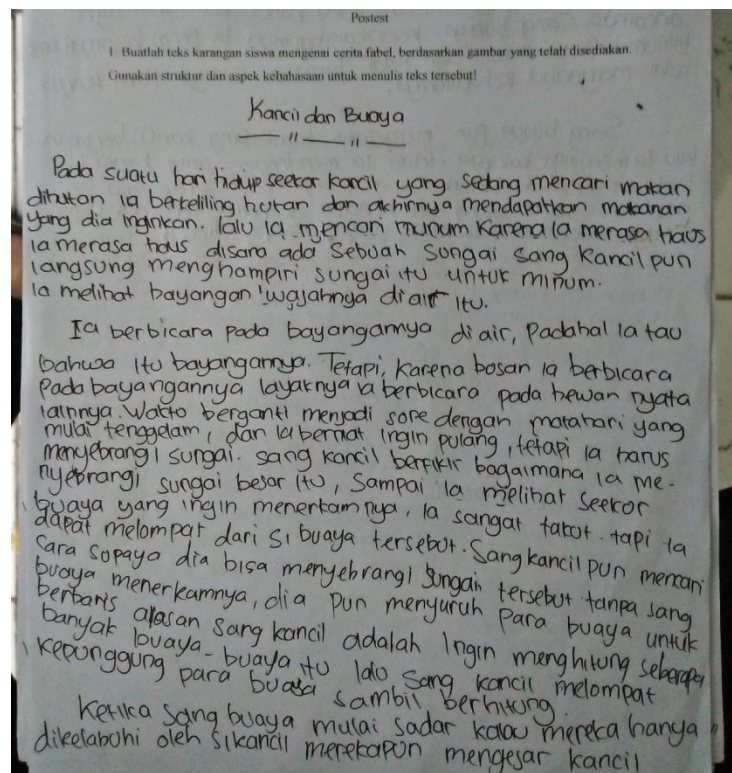 Postest
1. Buatlah teks karangan siswa mengenai cerita fabel, berdasarkan gambar yang telah disediakan.
Gunakan struktur dan aspek kebahasaan untuk menulis teks tersebut!
Kancil dan Buaya
Pada suatu hari hidup seekor kancil yang sedang mencari makan
dihutan ia berkeliling hutan dan akhirnya mendapatkan makanan
yang dia inginkan. lalu ia mencari minum karena ia merasa haus
ia merasa haus disana ada sebuah sungai sang kancil pun
langsung menghampiri sungai itu untuk minum.
Ia melihat bayangan wajahnya diair itu.
Ia berbicara pada bayangannya di air, Padahal ia tau
bahwa itu bayangannya. Tetapi, karena bosan ia berbicara
pada bayangannya layaknya ia berbicara pada hewan nyata
lainnya. Waktu berganti menjadi sore dengan matahari yang
mulai tenggelam, dan ia berniat ingin pulang, tetapi ia harus
menyebrangi sungai. sang kancil berfikir bagaimana ia me-
nyebrangi sungai besar itu, sampai ia melihat seekor
buaya yang ingin menerkamnya, ia sangat takut. tapi ia
dapat melompat dari si buaya tersebut. Sang kancil pun mencari
cara sopaya dia bisa menyebrangi sungai tersebut tanpa sang
buaya menerkamnya, dia pun menyuruh para buaya untuk
berbaris alasan sang kancil adalah ingin menghitung seberapa
banyak buaya-buaya itu lalu sang kancil melompat
kepunggung para buaya sambil berhitung.
Ketika sang buaya mulai sadar kalau mereka hanya
dikelabuhi oleh sikancil merekapun mengejar kancil